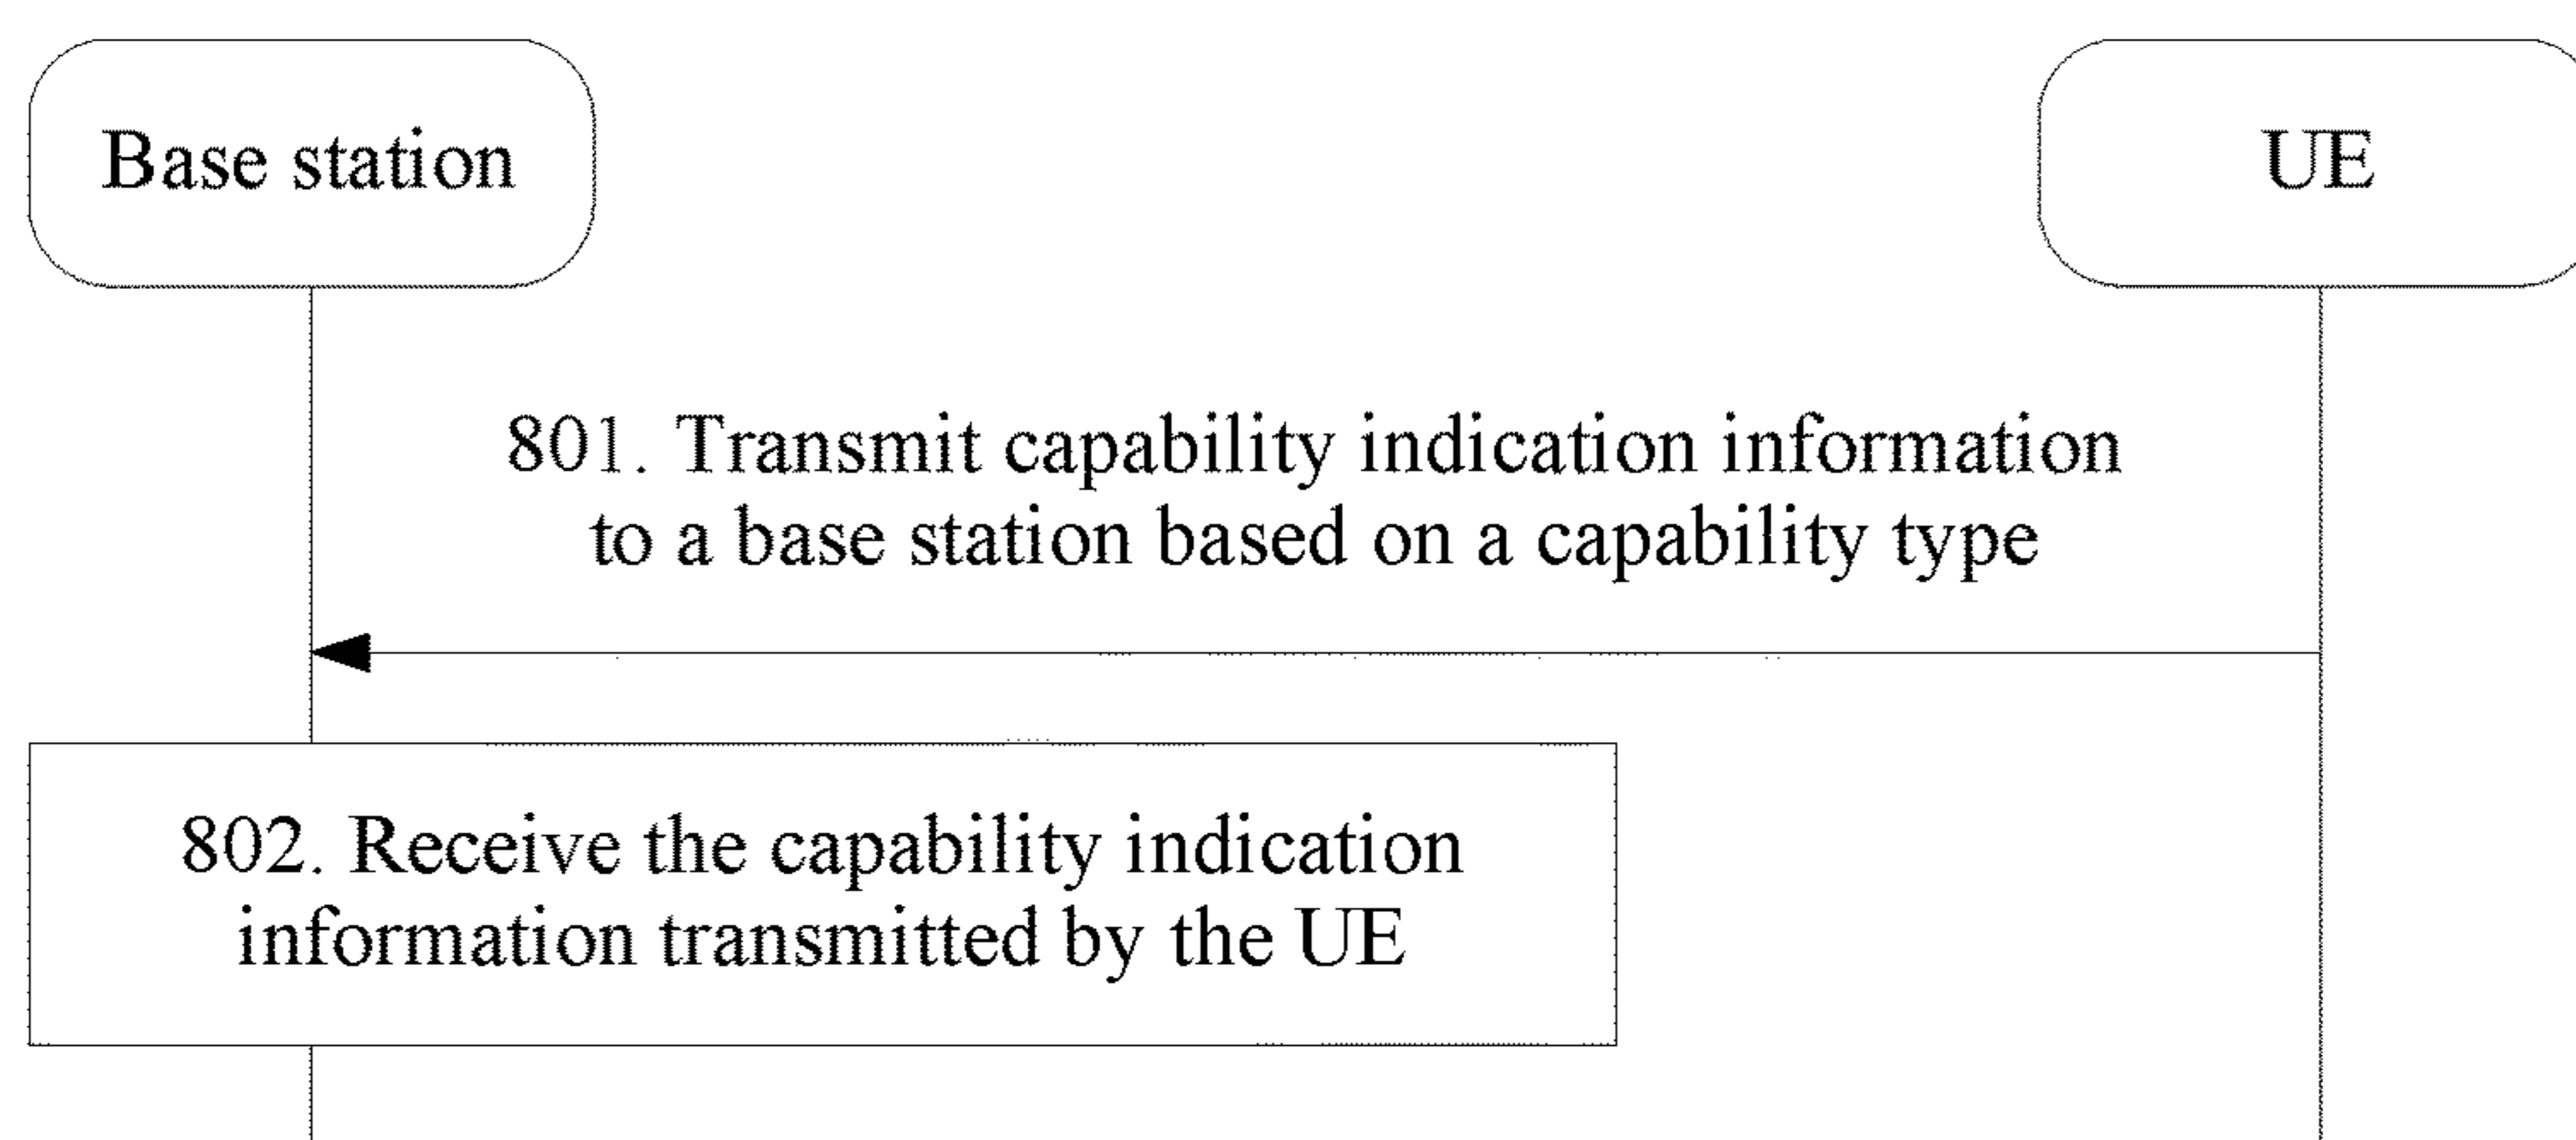 Base station
UE
801. Transmit capability indication information
to a base station based on a capability type
802. Receive the capability indication
information transmitted by the UE